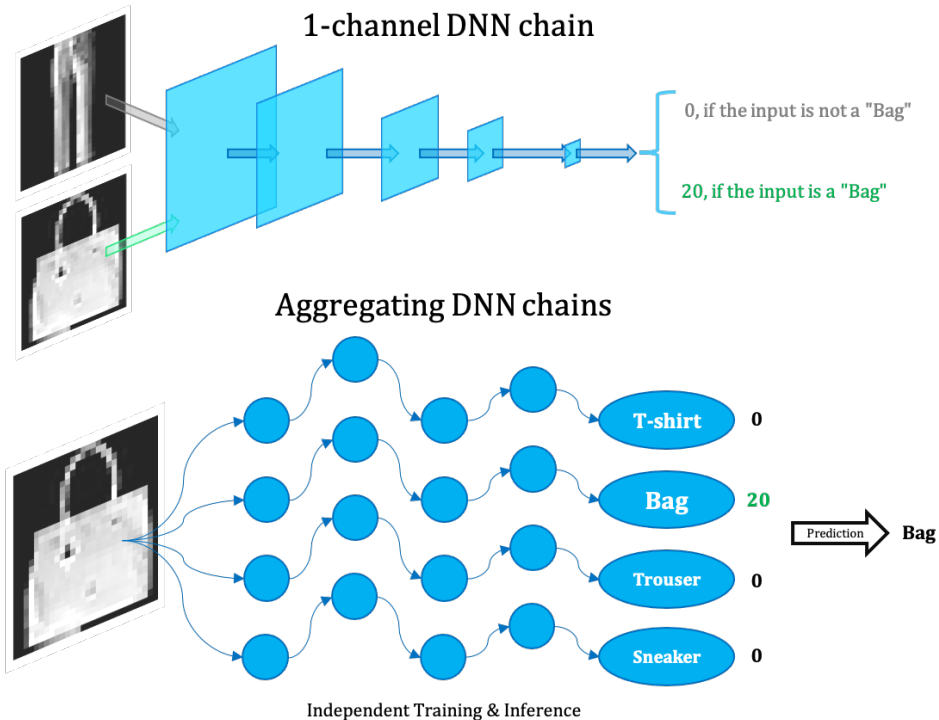 1-channel DNN chain
0, if the input is not a "Bag"
20, if the input is a "Bag"
Aggregating DNN chains
T-shirt 0
Bag 20
Prediction Bag
Trouser 0
Sneaker 0
Independent Training & Inference